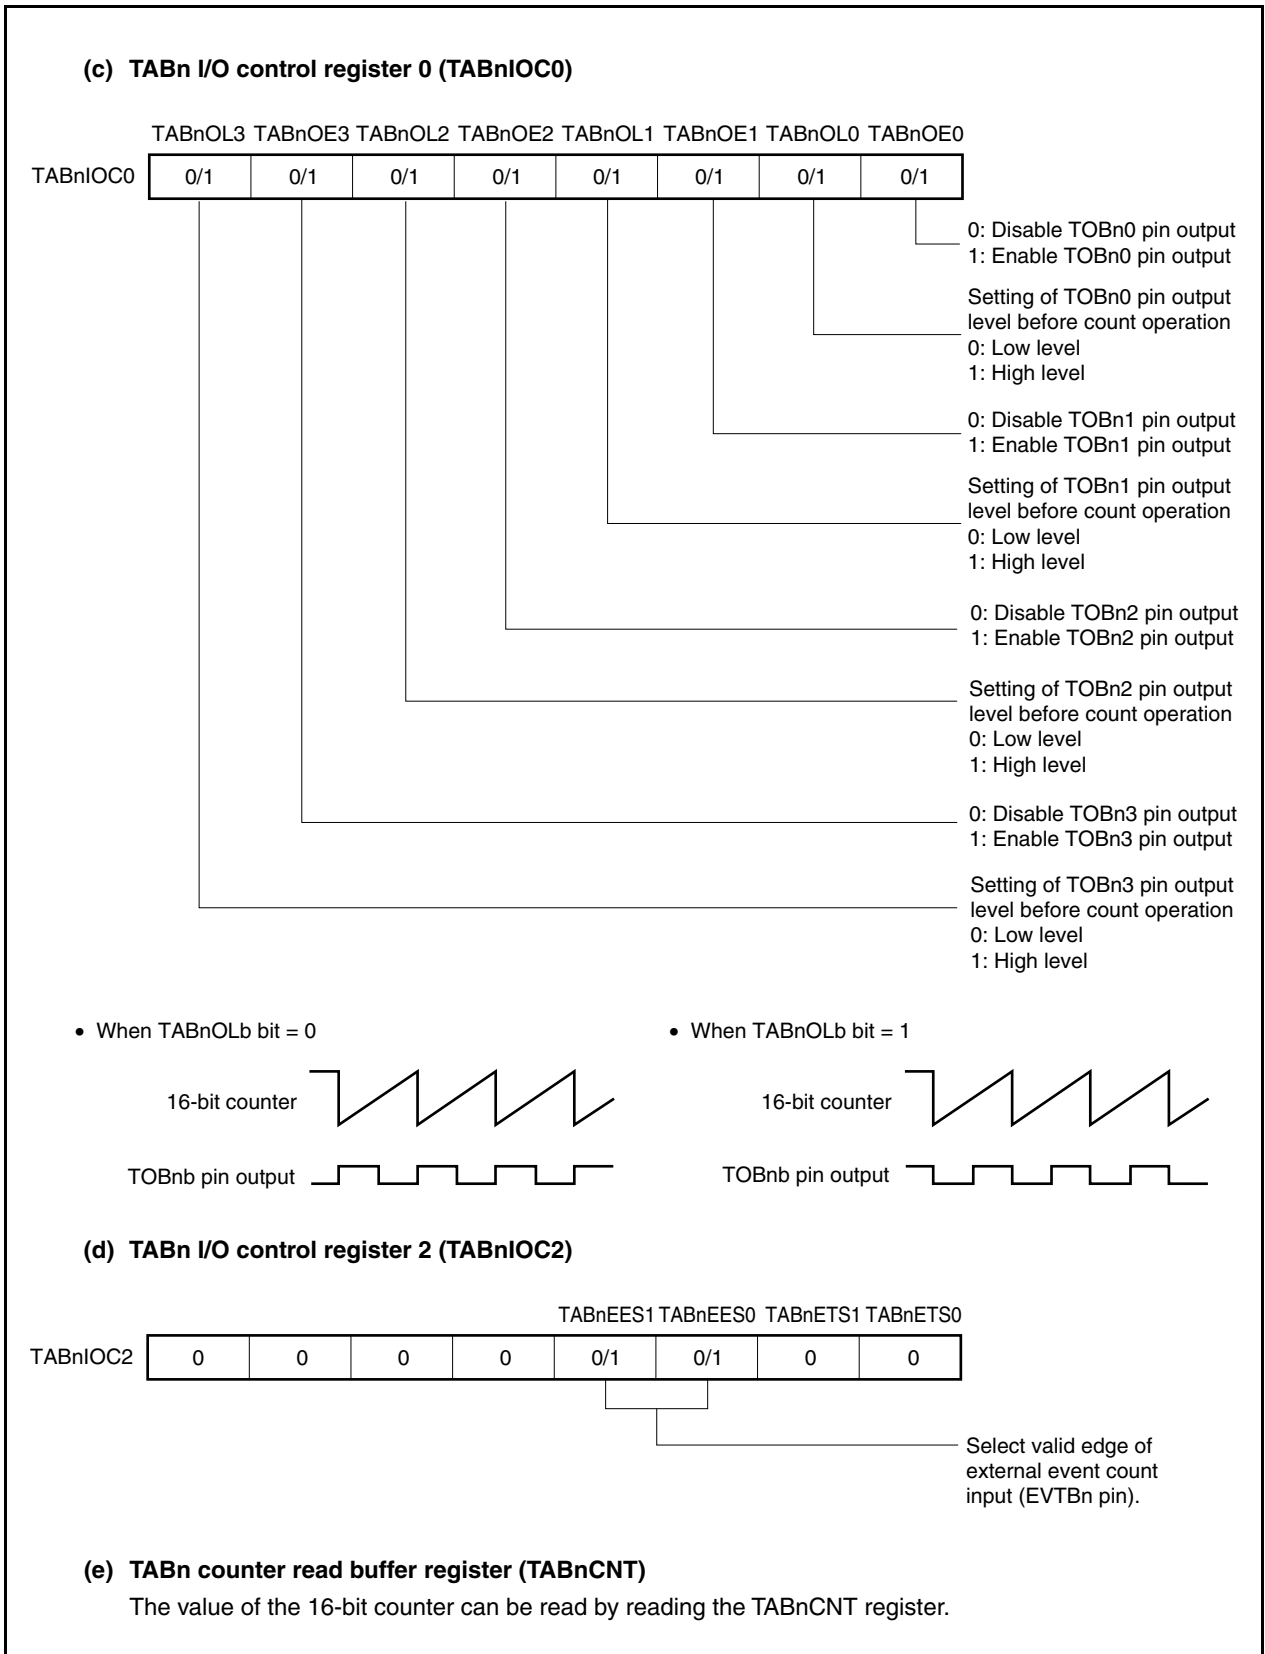 (c) TABn I/O control register 0 (TABnIOC0)
TABnOL3 TABnOE3 TABnOL2 TABnOE2 TABnOL1 TABnOE1 TABnOL0 TABnOE0
TABnIOC0 0/1 0/1 0/1 0/1 0/1 0/1 0/1 0/1
0: Disable TOBn0 pin output
1: Enable TOBn0 pin output
Setting of TOBn0 pin output
level before count operation
0: Low level
1: High level
0: Disable TOBn1 pin output
1: Enable TOBn1 pin output
Setting of TOBn1 pin output
level before count operation
0: Low level
1: High level
0: Disable TOBn2 pin output
1: Enable TOBn2 pin output
Setting of TOBn2 pin output
level before count operation
0: Low level
1: High level
0: Disable TOBn3 pin output
1: Enable TOBn3 pin output
Setting of TOBn3 pin output
level before count operation
0: Low level
1: High level
• When TABnOLb bit = 0
16-bit counter
TOBnb pin output
• When TABnOLb bit = 1
16-bit counter
TOBnb pin output
(d) TABn I/O control register 2 (TABnIOC2)
TABnEES1 TABnEES0 TABnETS1 TABnETS0
TABnIOC2 0 0 0 0 0/1 0/1 0 0
Select valid edge of
external event count
input (EVTBn pin).
(e) TABn counter read buffer register (TABnCNT)
The value of the 16-bit counter can be read by reading the TABnCNT register.